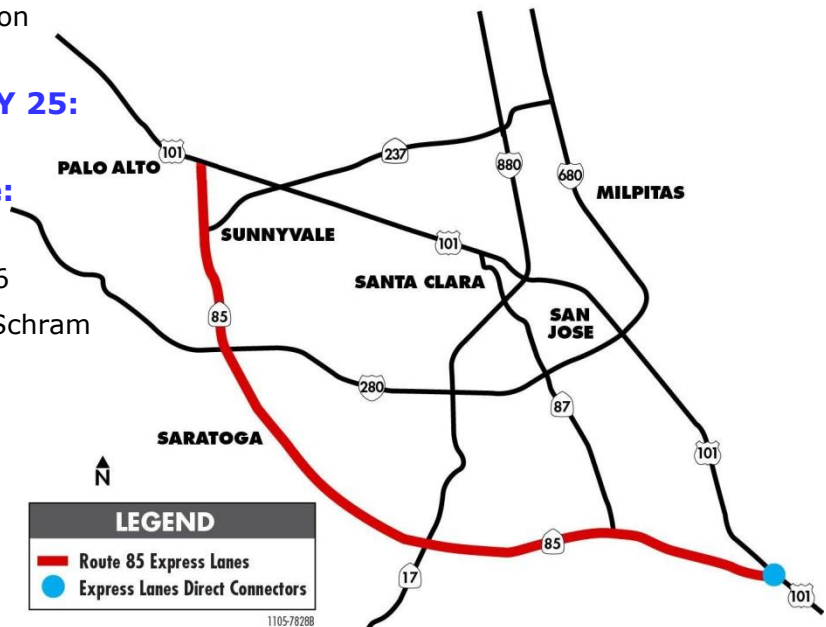 on
Y 25:
e:
6
Schram
101
PALO ALTO
237
880
680
MILPITAS
SUNNYVALE
101
SANTA CLARA
SAN
JOSE
85
280
87
SARATOGA
101
N
LEGEND
Route 85 Express Lanes
Express Lanes Direct Connectors
85
17
101
1105-7828B